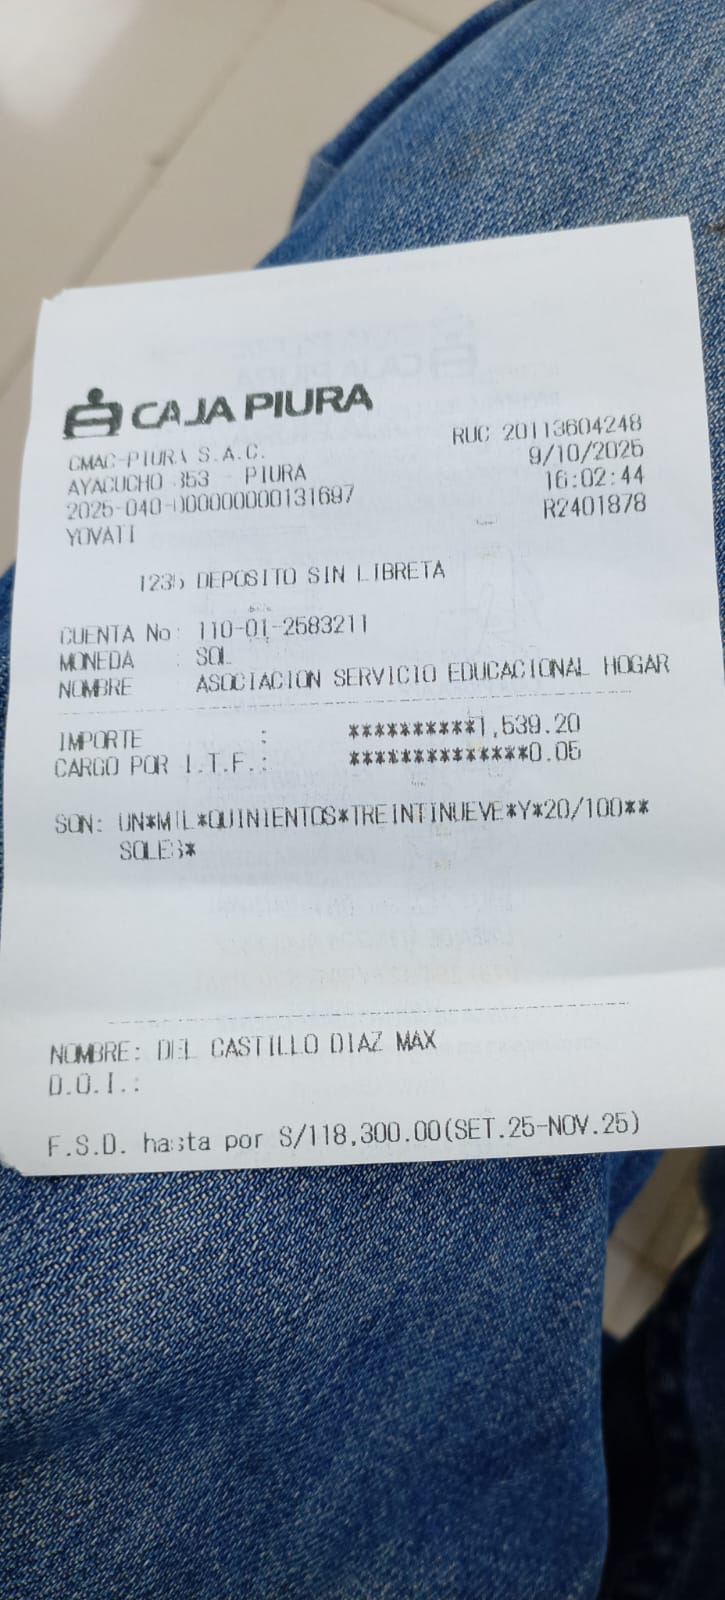 CAJA PIURA
CMAC-PIURA S.A.C. RUC 20113604248
AYACUCHO 353 - PIURA 9/10/2025
2025-040-000000000131697 16:02:44
YOVATI R2401878
1235 DEPOSITO SIN LIBRETA
CUENTA No: 110-01-2583211
MONEDA : SOL
NOMBRE ASOCIACION SERVICIO EDUCACIONAL HOGAR
IMPORTE : **********1,539.20
CARGO POR I.T.F.: **************0.05
SON: UN*MIL*QUINIENTOS*TREINTINUEVE*Y*20/100**
SOLES*
NOMBRE: DEL CASTILLO DIAZ MAX
D.O.I.:
F.S.D. hasta por S/118,300.00(SET.25-NOV.25)